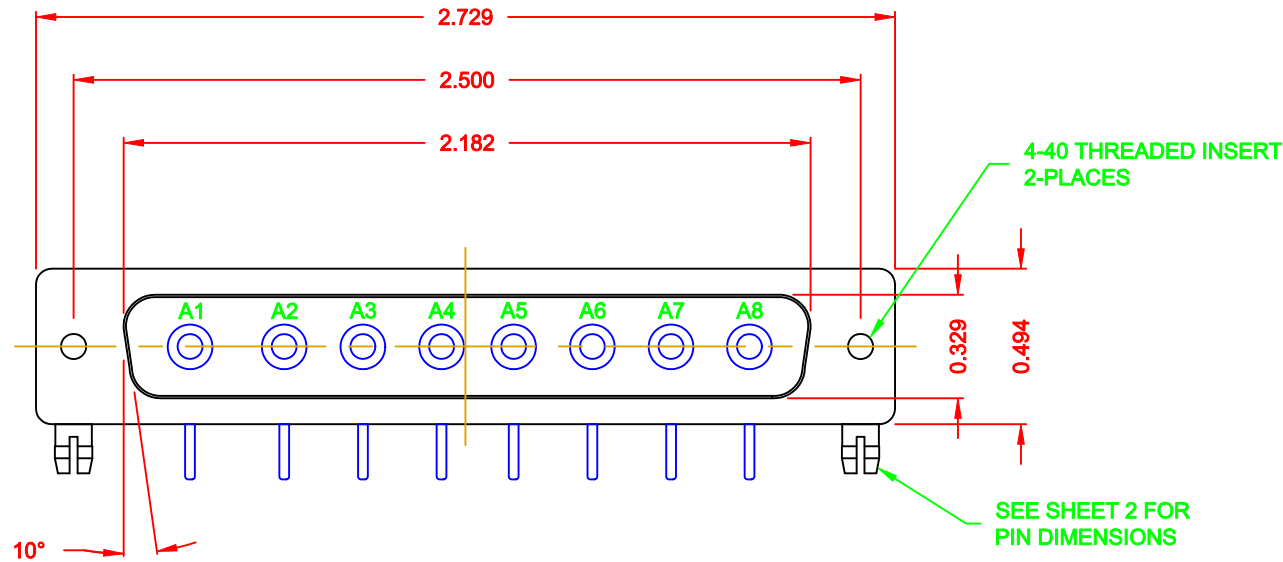 2.729
2.500
2.182
4-40 THREADED INSERT
2-PLACES
A1 A2 A3 A4 A5 A6 A7 A8
0.329
0.494
SEE SHEET 2 FOR
PIN DIMENSIONS
10°